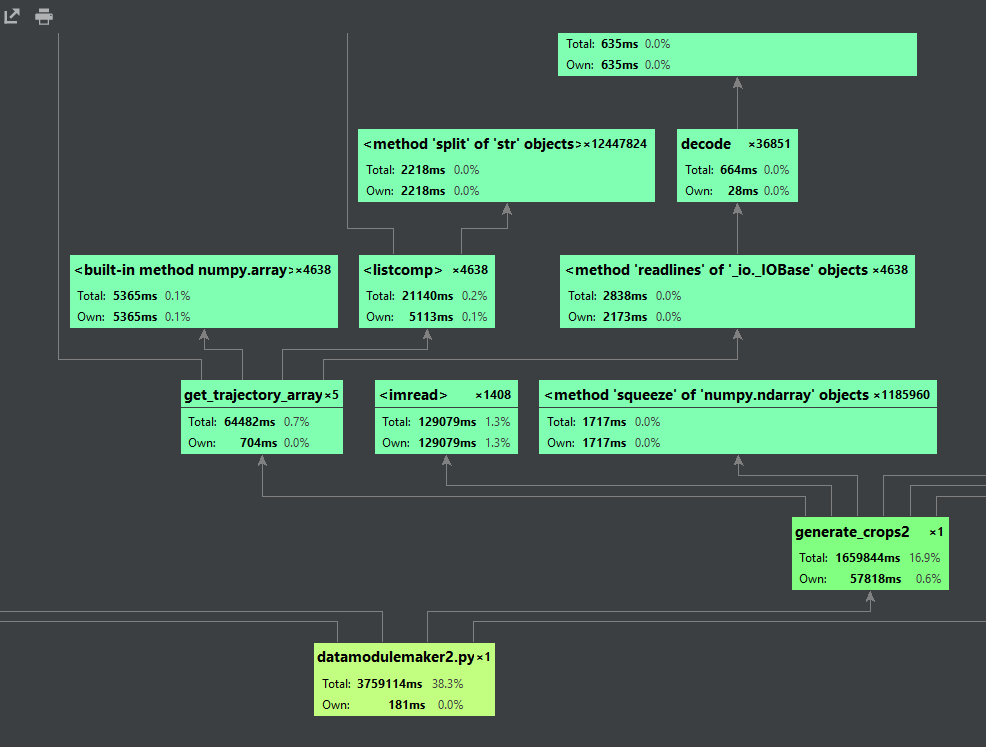 Total: 635ms 0.0%
Own: 635ms 0.0%
<method 'split' of 'str' objects> ×12447824
Total: 2218ms 0.0%
Own: 2218ms 0.0%
decode ×36851
Total: 664ms 0.0%
Own: 28ms 0.0%
<built-in method numpy.array> ×4638
Total: 5365ms 0.1%
Own: 5365ms 0.1%
<listcomp> ×4638
Total: 21140ms 0.2%
Own: 5113ms 0.1%
<method 'readlines' of '_io._IOBase' objects ×4638
Total: 2838ms 0.0%
Own: 2173ms 0.0%
get_trajectory_array ×5
Total: 64482ms 0.7%
Own: 704ms 0.0%
<imread> ×1408
Total: 129079ms 1.3%
Own: 129079ms 1.3%
<method 'squeeze' of 'numpy.ndarray' objects ×1185960
Total: 1717ms 0.0%
Own: 1717ms 0.0%
generate_crops2 ×1
Total: 1659844ms 16.9%
Own: 57818ms 0.6%
datamodulemaker2.py ×1
Total: 3759114ms 38.3%
Own: 181ms 0.0%